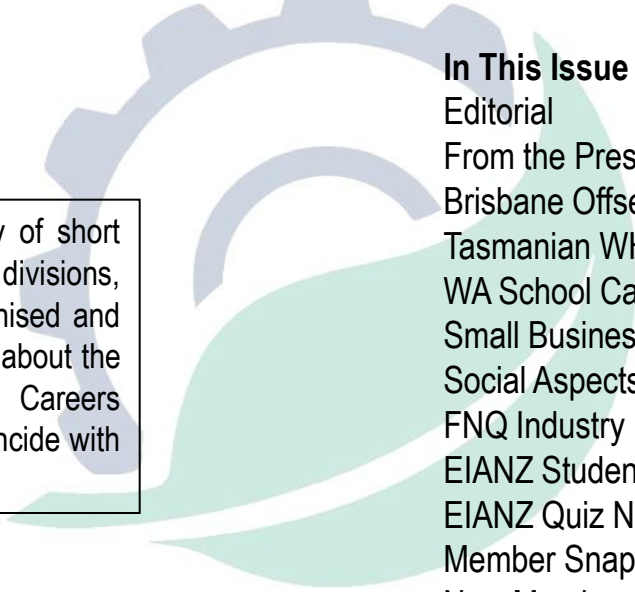 y of short
divisions,
nised and
about the
Careers
ncide with
In This Issue
Editorial
From the Pres
Brisbane Offse
Tasmanian WH
WA School Ca
Small Busines
Social Aspects
FNQ Industry
EIANZ Studen
EIANZ Quiz N
Member Snap